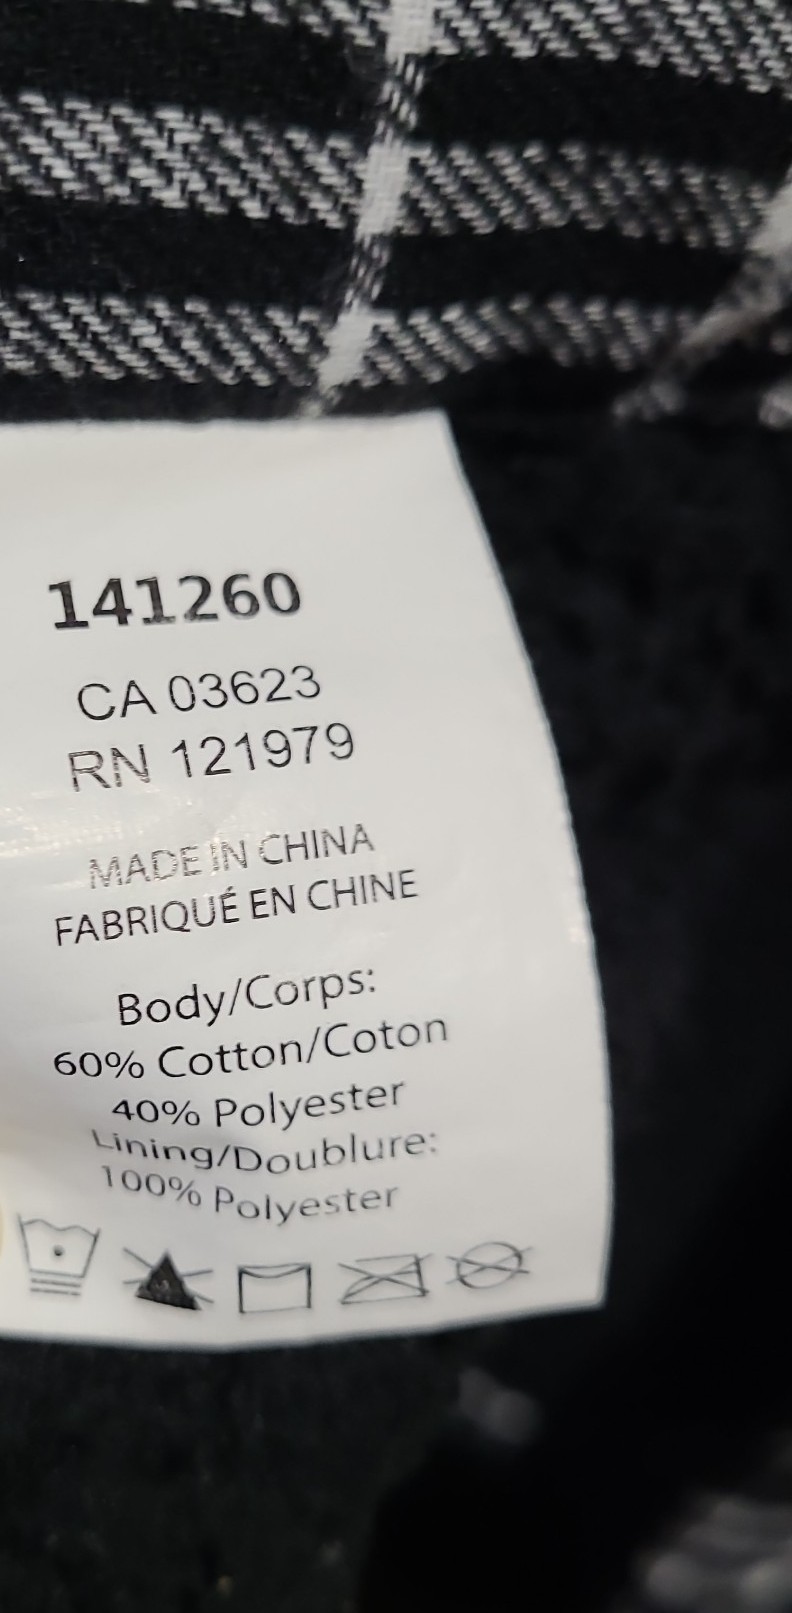 141260
CA 03623
RN 121979
MADE IN CHINA
FABRIQUÉ EN CHINE
Body/Corps:
60% Cotton/Coton
40% Polyester
Lining/Doublure:
100% Polyester